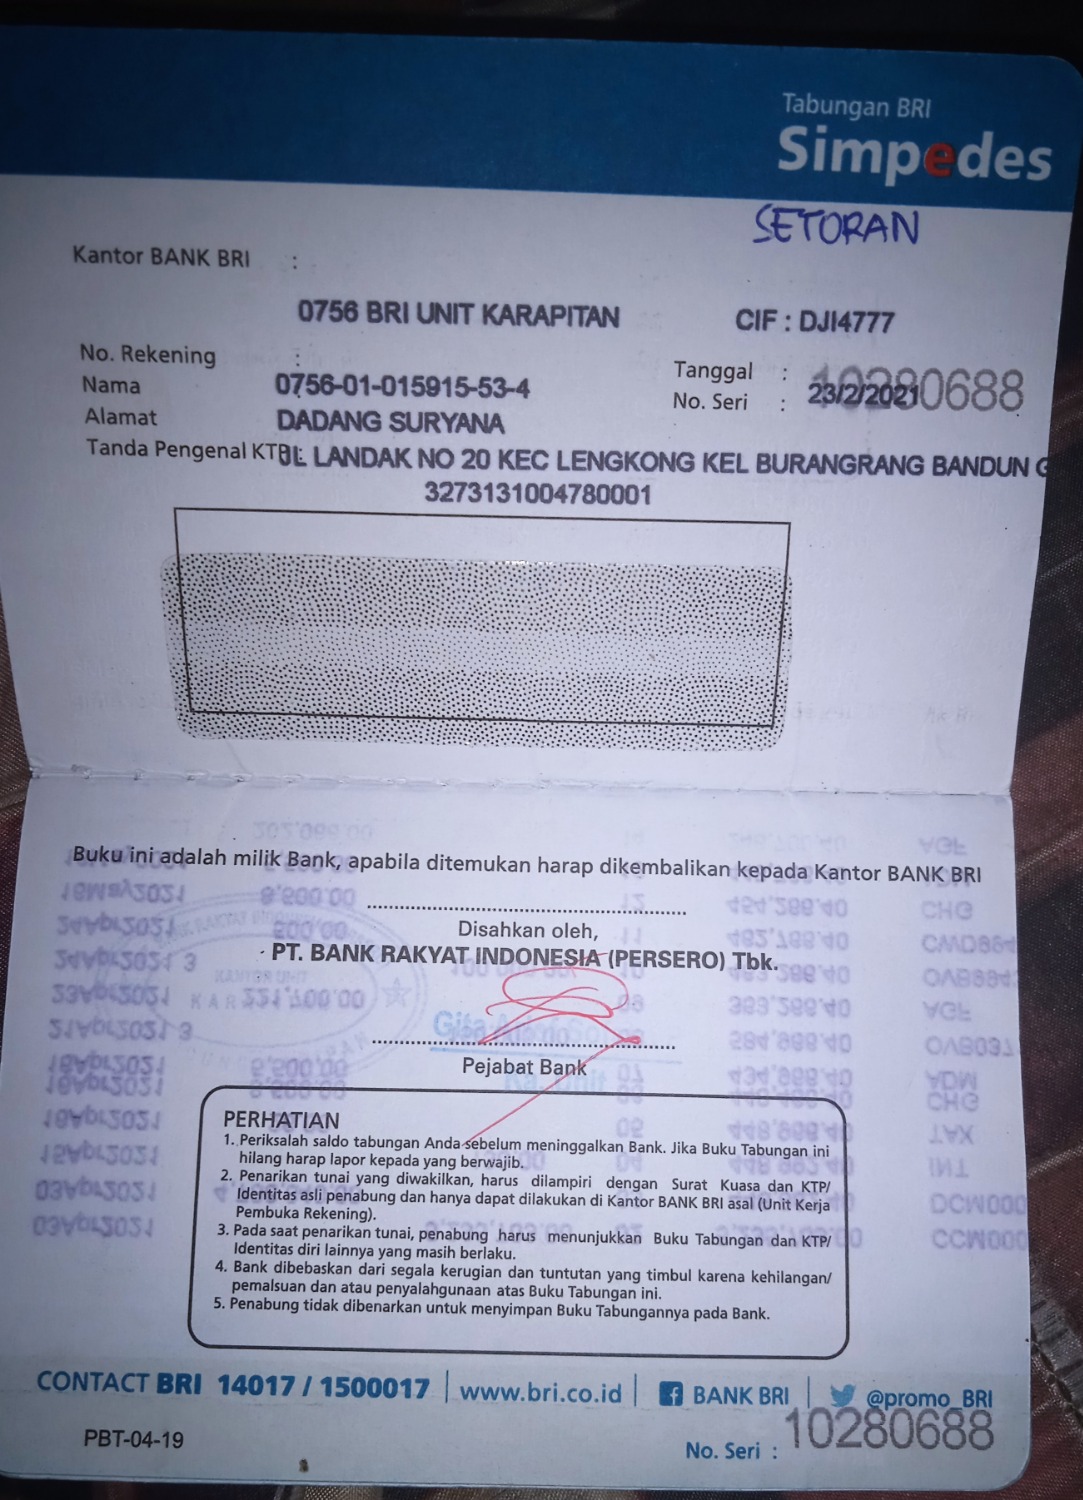 Tabungan BRI
Simpedes
SETORAN
Kantor BANK BRI :
0756 BRI UNIT KARAPITAN CIF : DJI4777
No. Rekening : Tanggal :
Nama 0756-01-015915-53-4 No. Seri : 23/2/2021 10280688
Alamat DADANG SURYANA
Tanda Pengenal KTP : JL LANDAK NO 20 KEC LENGKONG KEL BURANGRANG BANDUN G
3273131004780001
Buku ini adalah milik Bank, apabila ditemukan harap dikembalikan kepada Kantor BANK BRI
Disahkan oleh,
PT. BANK RAKYAT INDONESIA (PERSERO) Tbk.
Pejabat Bank
PERHATIAN
1. Periksalah saldo tabungan Anda sebelum meninggalkan Bank. Jika Buku Tabungan ini
hilang harap lapor kepada yang berwajib.
2. Penarikan tunai yang diwakilkan, harus dilampiri dengan Surat Kuasa dan KTP/
Identitas asli penabung dan hanya dapat dilakukan di Kantor BANK BRI asal (Unit Kerja
Pembuka Rekening).
3. Pada saat penarikan tunai, penabung harus menunjukkan Buku Tabungan dan KTP/
Identitas diri lainnya yang masih berlaku.
4. Bank dibebaskan dari segala kerugian dan tuntutan yang timbul karena kehilangan/
pemalsuan dan atau penyalahgunaan atas Buku Tabungan ini.
5. Penabung tidak dibenarkan untuk menyimpan Buku Tabungannya pada Bank.
CONTACT BRI 14017 / 1500017 | www.bri.co.id | BANK BRI | @promo_BRI
PBT-04-19 No. Seri : 10280688